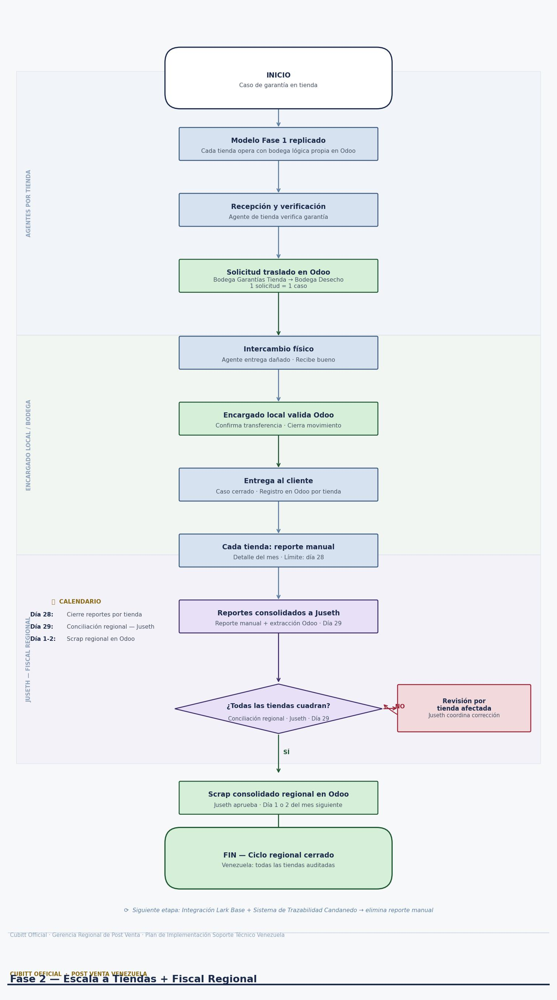 INICIO
Caso de garantía en tienda
Modelo Fase 1 replicado
Cada tienda opera con bodega lógica propia en Odoo
AGENTES POR TIENDA
Recepción y verificación
Agente de tienda verifica garantía
Solicitud traslado en Odoo
Bodega Garantías Tienda → Bodega Desecho
1 solicitud = 1 caso
Intercambio físico
Agente entrega dañado · Recibe bueno
ENCARGADO LOCAL / BODEGA
Encargado local valida Odoo
Confirma transferencia · Cierra movimiento
Entrega al cliente
Caso cerrado · Registro en Odoo por tienda
Cada tienda: reporte manual
Detalle del mes · Límite: día 28
JUSETH — FISCAL REGIONAL
CALENDARIO
Día 28: Cierre reportes por tienda
Día 29: Conciliación regional — Juseth
Día 1-2: Scrap regional en Odoo
Reportes consolidados a Juseth
Reporte manual + extracción Odoo · Día 29
¿Todas las tiendas cuadran?
Conciliación regional · Juseth · Día 29
NO
Revisión por
tienda afectada
Juseth coordina corrección
SÍ
Scrap consolidado regional en Odoo
Juseth aprueba · Día 1 o 2 del mes siguiente
FIN — Ciclo regional cerrado
Venezuela: todas las tiendas auditadas
⟳ Siguiente etapa: Integración Lark Base + Sistema de Trazabilidad Candanedo → elimina reporte manual
Cubitt Official · Gerencia Regional de Post Venta · Plan de Implementación Soporte Técnico Venezuela
CUBITT OFFICIAL · POST VENTA VENEZUELA
Fase 2 — Escala a Tiendas + Fiscal Regional